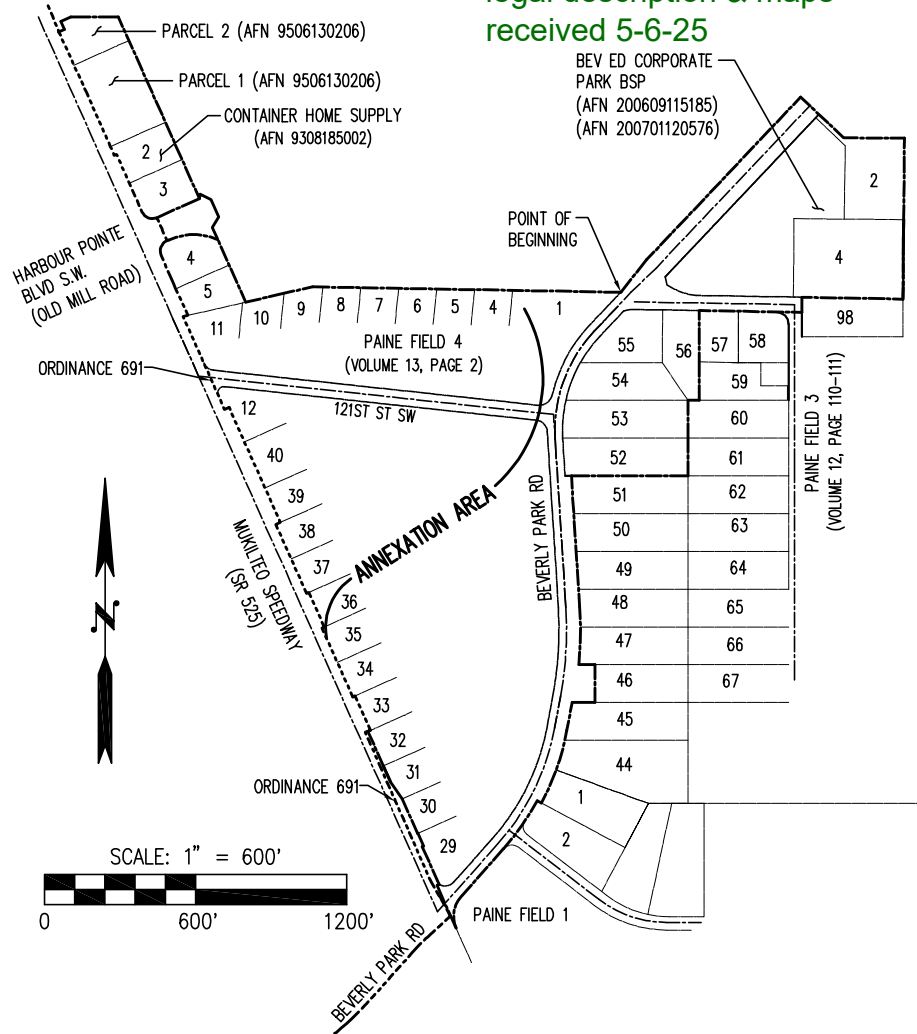 legal description & maps
received 5-6-25
PARCEL 2 (AFN 9506130206)
PARCEL 1 (AFN 9506130206)
CONTAINER HOME SUPPLY
(AFN 9308185002)
BEV ED CORPORATE
PARK BSP
(AFN 200609115185)
(AFN 200701120576)
2
3
2
4
POINT OF
BEGINNING
HARBOUR POINTE
BLVD S.W.
(OLD MILL ROAD)
4
5
11
10
9
8
7
6
5
4
1
98
PAINE FIELD 4
(VOLUME 13, PAGE 2)
55
56
57
58
ORDINANCE 691
54
59
121ST ST SW
12
53
60
40
52
61
PAINE FIELD 3
(VOLUME 12, PAGE 110-111)
39
51
62
38
50
63
37
49
64
ANNEXATION AREA
BEVERLY PARK RD
MUKILTEO SPEEDWAY
(SR 525)
N
36
48
65
35
47
66
34
46
67
33
45
32
44
31
ORDINANCE 691
30
1
29
2
SCALE: 1" = 600'
0
600'
1200'
PAINE FIELD 1
BEVERLY PARK RD